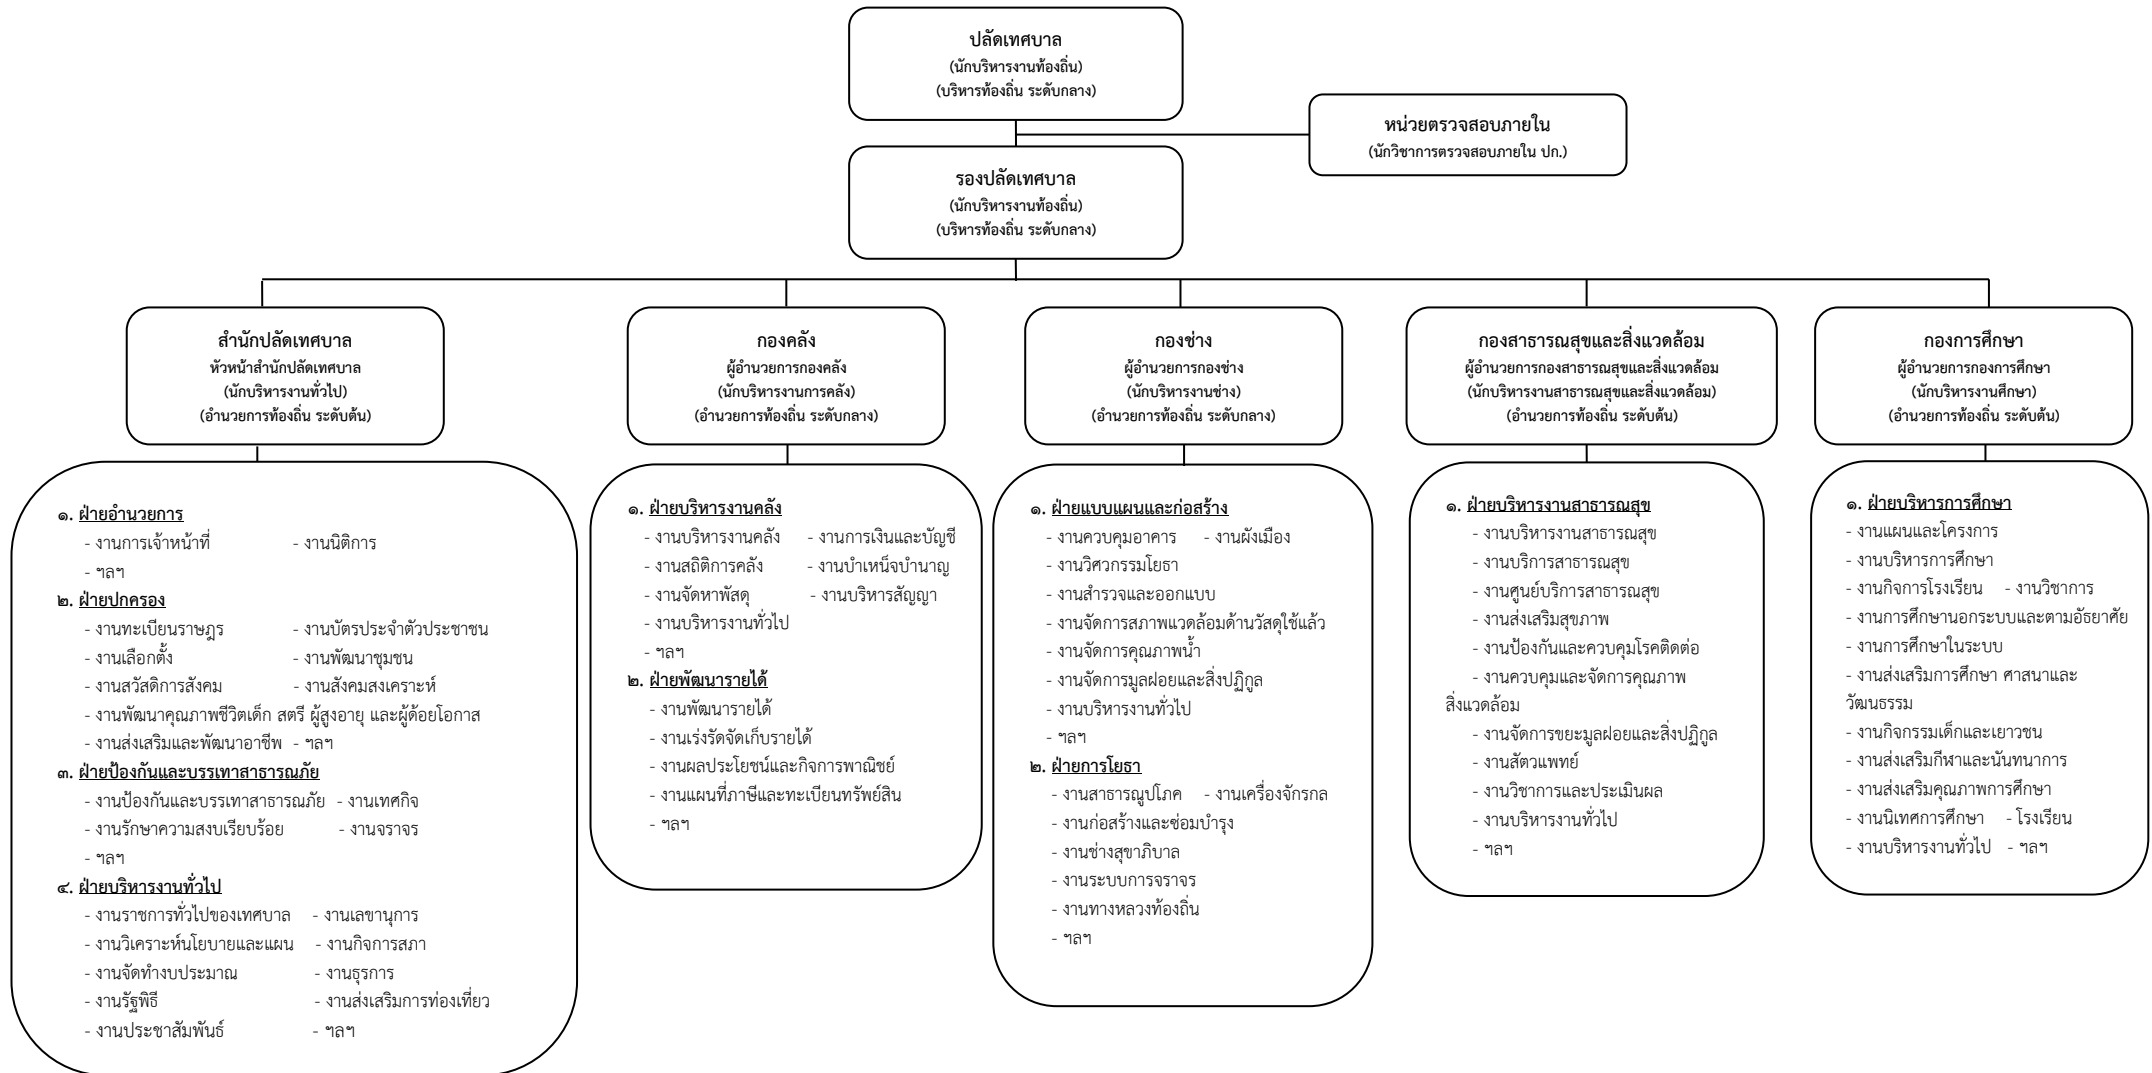 ปลัดเทศบาล
(นักบริหารงานท้องถิ่น)
(บริหารท้องถิ่น ระดับกลาง)
หน่วยตรวจสอบภายใน
(นักวิชาการตรวจสอบภายใน ปก.)
รองปลัดเทศบาล
(นักบริหารงานท้องถิ่น)
(บริหารท้องถิ่น ระดับกลาง)
สำนักปลัดเทศบาล
หัวหน้าสำนักปลัดเทศบาล
(นักบริหารงานทั่วไป)
(อำนวยการท้องถิ่น ระดับต้น)
กองคลัง
ผู้อำนวยการกองคลัง
(นักบริหารงานการคลัง)
(อำนวยการท้องถิ่น ระดับกลาง)
กองช่าง
ผู้อำนวยการกองช่าง
(นักบริหารงานช่าง)
(อำนวยการท้องถิ่น ระดับกลาง)
กองสาธารณสุขและสิ่งแวดล้อม
ผู้อำนวยการกองสาธารณสุขและสิ่งแวดล้อม
(นักบริหารงานสาธารณสุขและสิ่งแวดล้อม)
(อำนวยการท้องถิ่น ระดับต้น)
กองการศึกษา
ผู้อำนวยการกองการศึกษา
(นักบริหารงานศึกษา)
(อำนวยการท้องถิ่น ระดับต้น)
๑. ฝ่ายอำนวยการ
- งานการเจ้าหน้าที่ - งานนิติการ
- ฯลฯ
๒. ฝ่ายปกครอง
- งานทะเบียนราษฎร - งานบัตรประจำตัวประชาชน
- งานเลือกตั้ง - งานพัฒนาชุมชน
- งานสวัสดิการสังคม - งานสังคมสงเคราะห์
- งานพัฒนาคุณภาพชีวิตเด็ก สตรี ผู้สูงอายุ และผู้ด้อยโอกาส
- งานส่งเสริมและพัฒนาอาชีพ - ฯลฯ
๓. ฝ่ายป้องกันและบรรเทาสาธารณภัย
- งานป้องกันและบรรเทาสาธารณภัย - งานเทศกิจ
- งานรักษาความสงบเรียบร้อย - งานจราจร
- ฯลฯ
๔. ฝ่ายบริหารงานทั่วไป
- งานราชการทั่วไปของเทศบาล - งานเลขานุการ
- งานวิเคราะห์นโยบายและแผน - งานกิจการสภา
- งานจัดทำงบประมาณ - งานธุรการ
- งานรัฐพิธี - งานส่งเสริมการท่องเที่ยว
- งานประชาสัมพันธ์ - ฯลฯ
๑. ฝ่ายบริหารงานคลัง
- งานบริหารงานคลัง - งานการเงินและบัญชี
- งานสถิติการคลัง - งานบำเหน็จบำนาญ
- งานจัดหาพัสดุ - งานบริหารสัญญา
- งานบริหารงานทั่วไป
- ฯลฯ
๒. ฝ่ายพัฒนารายได้
- งานพัฒนารายได้
- งานเร่งรัดจัดเก็บรายได้
- งานผลประโยชน์และกิจการพาณิชย์
- งานแผนที่ภาษีและทะเบียนทรัพย์สิน
- ฯลฯ
๑. ฝ่ายแบบแผนและก่อสร้าง
- งานควบคุมอาคาร - งานผังเมือง
- งานวิศวกรรมโยธา
- งานสำรวจและออกแบบ
- งานจัดการสภาพแวดล้อมด้านวัสดุใช้แล้ว
- งานจัดการคุณภาพน้ำ
- งานจัดการมูลฝอยและสิ่งปฏิกูล
- งานบริหารงานทั่วไป
- ฯลฯ
๒. ฝ่ายการโยธา
- งานสาธารณูปโภค - งานเครื่องจักรกล
- งานก่อสร้างและซ่อมบำรุง
- งานช่างสุขาภิบาล
- งานระบบการจราจร
- งานทางหลวงท้องถิ่น
- ฯลฯ
๑. ฝ่ายบริหารงานสาธารณสุข
- งานบริหารงานสาธารณสุข
- งานบริการสาธารณสุข
- งานศูนย์บริการสาธารณสุข
- งานส่งเสริมสุขภาพ
- งานป้องกันและควบคุมโรคติดต่อ
- งานควบคุมและจัดการคุณภาพ
สิ่งแวดล้อม
- งานจัดการขยะมูลฝอยและสิ่งปฏิกูล
- งานสัตวแพทย์
- งานวิชาการและประเมินผล
- งานบริหารงานทั่วไป
- ฯลฯ
๑. ฝ่ายบริหารการศึกษา
- งานแผนและโครงการ
- งานบริหารการศึกษา
- งานกิจการโรงเรียน - งานวิชาการ
- งานการศึกษานอกระบบและตามอัธยาศัย
- งานการศึกษาในระบบ
- งานส่งเสริมการศึกษา ศาสนาและ
วัฒนธรรม
- งานกิจกรรมเด็กและเยาวชน
- งานส่งเสริมกีฬาและนันทนาการ
- งานส่งเสริมคุณภาพการศึกษา
- งานนิเทศการศึกษา - โรงเรียน
- งานบริหารงานทั่วไป - ฯลฯ